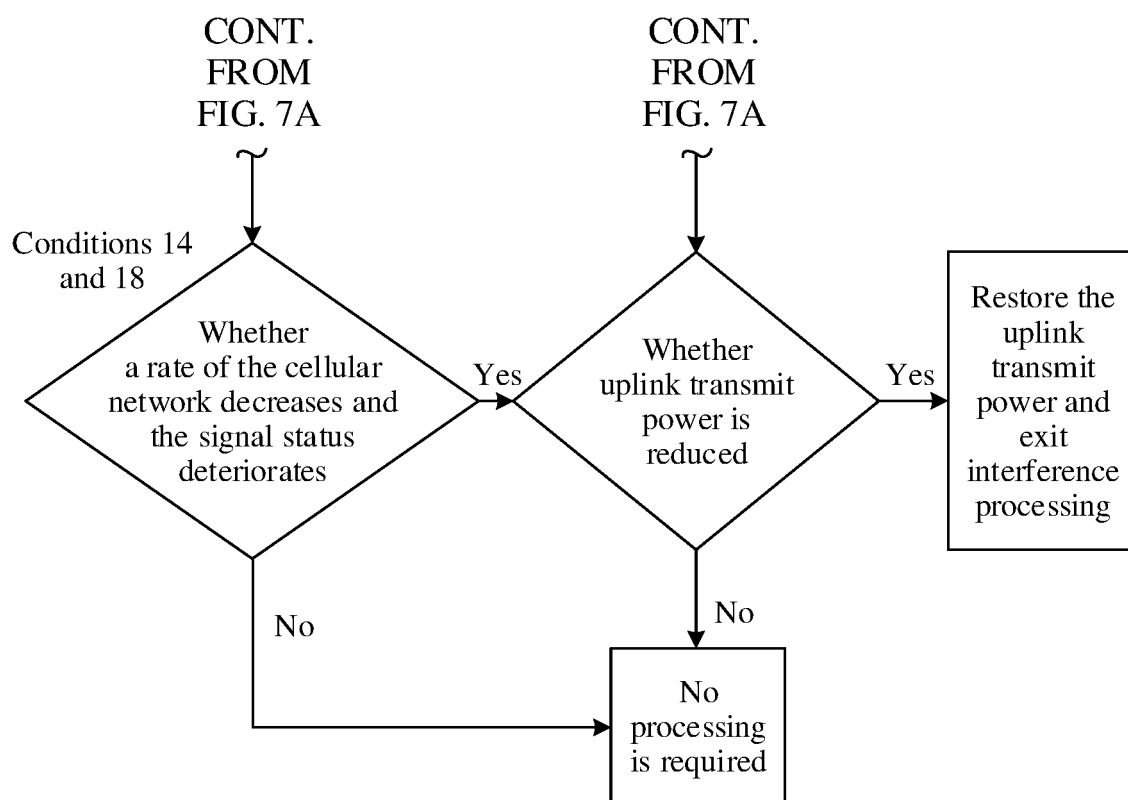 CONT.
FROM
FIG. 7A
CONT.
FROM
FIG. 7A
Conditions 14
and 18
Whether
a rate of the cellular
network decreases and
the signal status
deteriorates
Yes
Whether
uplink transmit
power is
reduced
Yes
Restore the
uplink
transmit
power and
exit
interference
processing
No
No
No
processing
is required